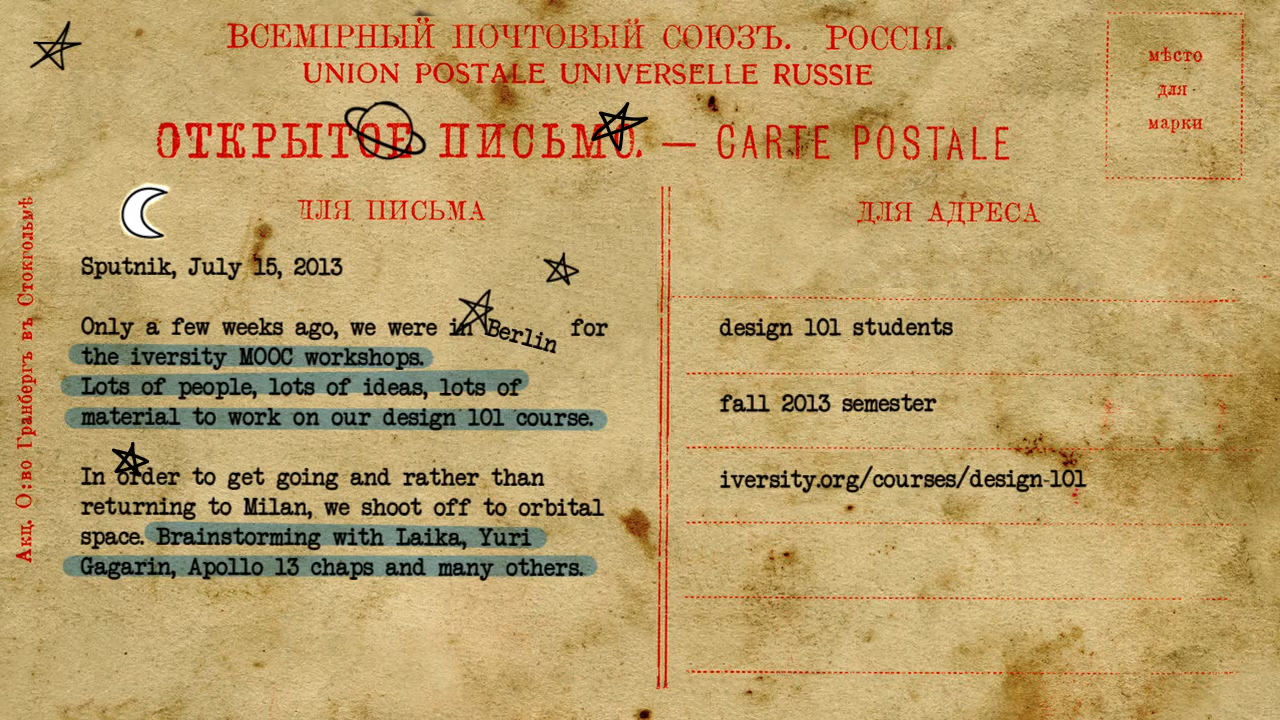 ВСЕМІРНЫЙ ПОЧТОВЫЙ СОЮЗЪ. РОССІЯ.
UNION POSTALE UNIVERSELLE RUSSIE
ОТКРЫТОЕ ПИСЬМО. — CARTE POSTALE
мѣсто
для
марки
ДЛЯ ПИСЬМА
Sputnik, July 15, 2013
Only a few weeks ago, we were in Berlin for
the iversity MOOC workshops.
Lots of people, lots of ideas, lots of
material to work on our design 101 course.
In order to get going and rather than
returning to Milan, we shoot off to orbital
space. Brainstorming with Laika, Yuri
Gagarin, Apollo 13 chaps and many others.
ДЛЯ АДРЕСА
design 101 students
fall 2013 semester
iversity.org/courses/design-101
Акц. О:во Гранбергъ въ Стокгольмѣ